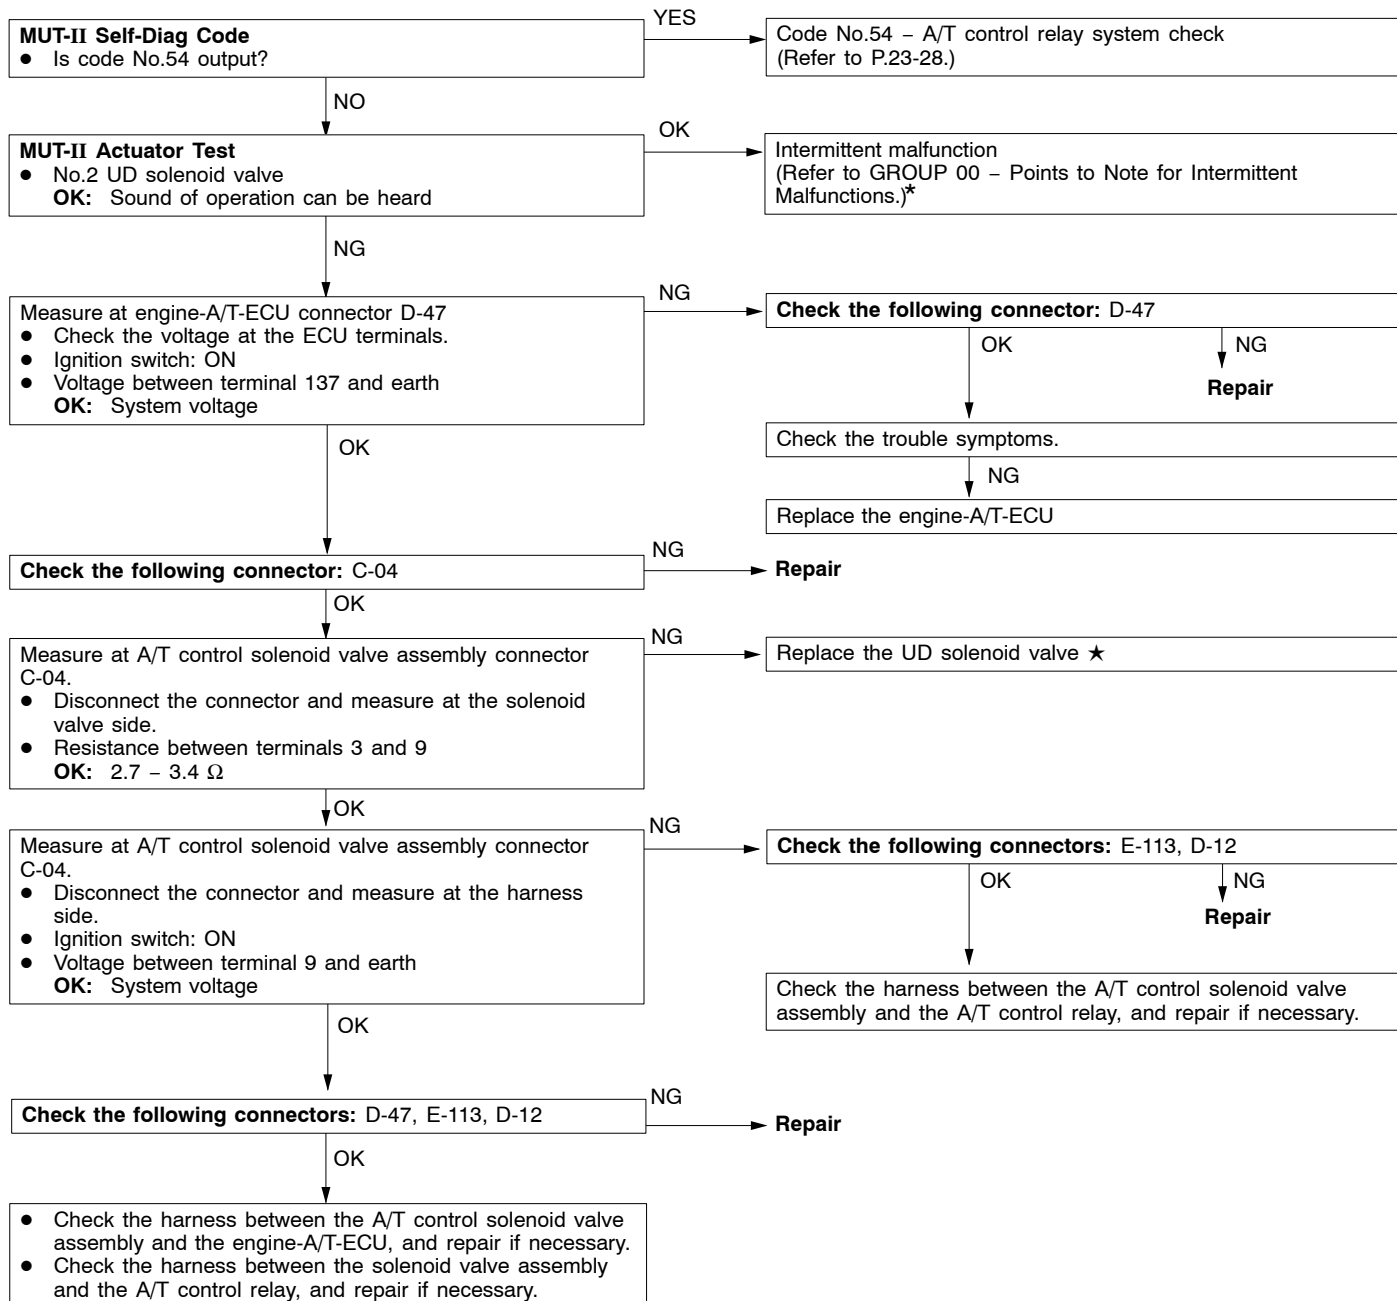 MUT-II Self-Diag Code
● Is code No.54 output?
YES
Code No.54 – A/T control relay system check
(Refer to P.23-28.)
NO
MUT-II Actuator Test
● No.2 UD solenoid valve
OK: Sound of operation can be heard
OK
Intermittent malfunction
(Refer to GROUP 00 – Points to Note for Intermittent
Malfunctions.)*
NG
Measure at engine-A/T-ECU connector D-47
● Check the voltage at the ECU terminals.
● Ignition switch: ON
● Voltage between terminal 137 and earth
OK: System voltage
NG
Check the following connector: D-47
OK
NG
Repair
Check the trouble symptoms.
NG
Replace the engine-A/T-ECU
OK
Check the following connector: C-04
NG
Repair
OK
Measure at A/T control solenoid valve assembly connector
C-04.
● Disconnect the connector and measure at the solenoid
valve side.
● Resistance between terminals 3 and 9
OK: 2.7 – 3.4 Ω
NG
Replace the UD solenoid valve ★
OK
Measure at A/T control solenoid valve assembly connector
C-04.
● Disconnect the connector and measure at the harness
side.
● Ignition switch: ON
● Voltage between terminal 9 and earth
OK: System voltage
NG
Check the following connectors: E-113, D-12
OK
NG
Repair
Check the harness between the A/T control solenoid valve
assembly and the A/T control relay, and repair if necessary.
OK
Check the following connectors: D-47, E-113, D-12
NG
Repair
OK
● Check the harness between the A/T control solenoid valve
assembly and the engine-A/T-ECU, and repair if necessary.
● Check the harness between the solenoid valve assembly
and the A/T control relay, and repair if necessary.